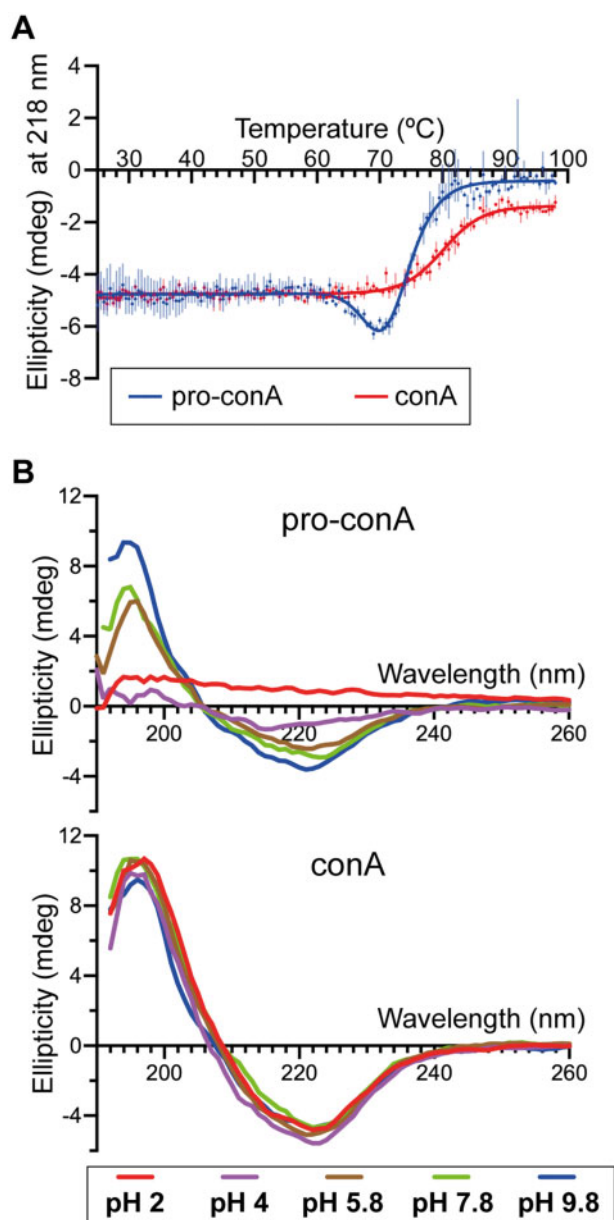 A
Ellipticity (mdeg) at 218 nm
4
2
0
-2
-4
-6
-8
Temperature (ºC)
30 40 50 60 70 80 90 100
pro-conA conA
B
pro-conA
Ellipticity (mdeg)
12
8
4
0
-4
Wavelength (nm)
200 220 240 260
conA
Ellipticity (mdeg)
12
8
4
0
-4
Wavelength (nm)
200 220 240 260
pH 2 pH 4 pH 5.8 pH 7.8 pH 9.8